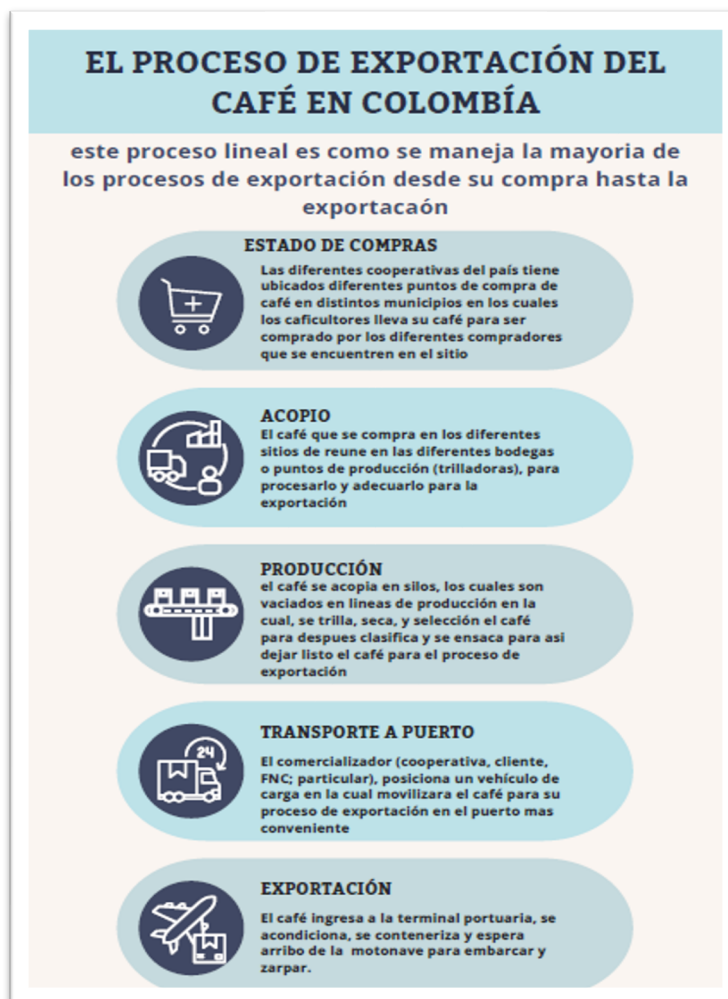 EL PROCESO DE EXPORTACIÓN DEL
CAFÉ EN COLOMBÍA
este proceso lineal es como se maneja la mayoria de
los procesos de exportación desde su compra hasta la
exportacaón
ESTADO DE COMPRAS
Las diferentes cooperativas del país tiene
ubicados diferentes puntos de compra de
café en distintos municipios en los cuales
los caficultores lleva su café para ser
comprado por los diferentes compradores
que se encuentren en el sitio
ACOPIO
El café que se compra en los diferentes
sitios de reune en las diferentes bodegas
o puntos de producción (trilladoras), para
procesarlo y adecuarlo para la
exportación
PRODUCCIÓN
el café se acopia en silos, los cuales son
vaciados en lineas de producción en la
cual, se trilla, seca, y selección el café
para despues clasifica y se ensaca para asi
dejar listo el café para el proceso de
exportación
24
TRANSPORTE A PUERTO
El comercializador (cooperativa, cliente,
FNC; particular), posiciona un vehículo de
carga en la cual movilizara el café para su
proceso de exportación en el puerto mas
conveniente
EXPORTACIÓN
El café ingresa a la terminal portuaria, se
acondiciona, se conteneriza y espera
arribo de la motonave para embarcar y
zarpar.